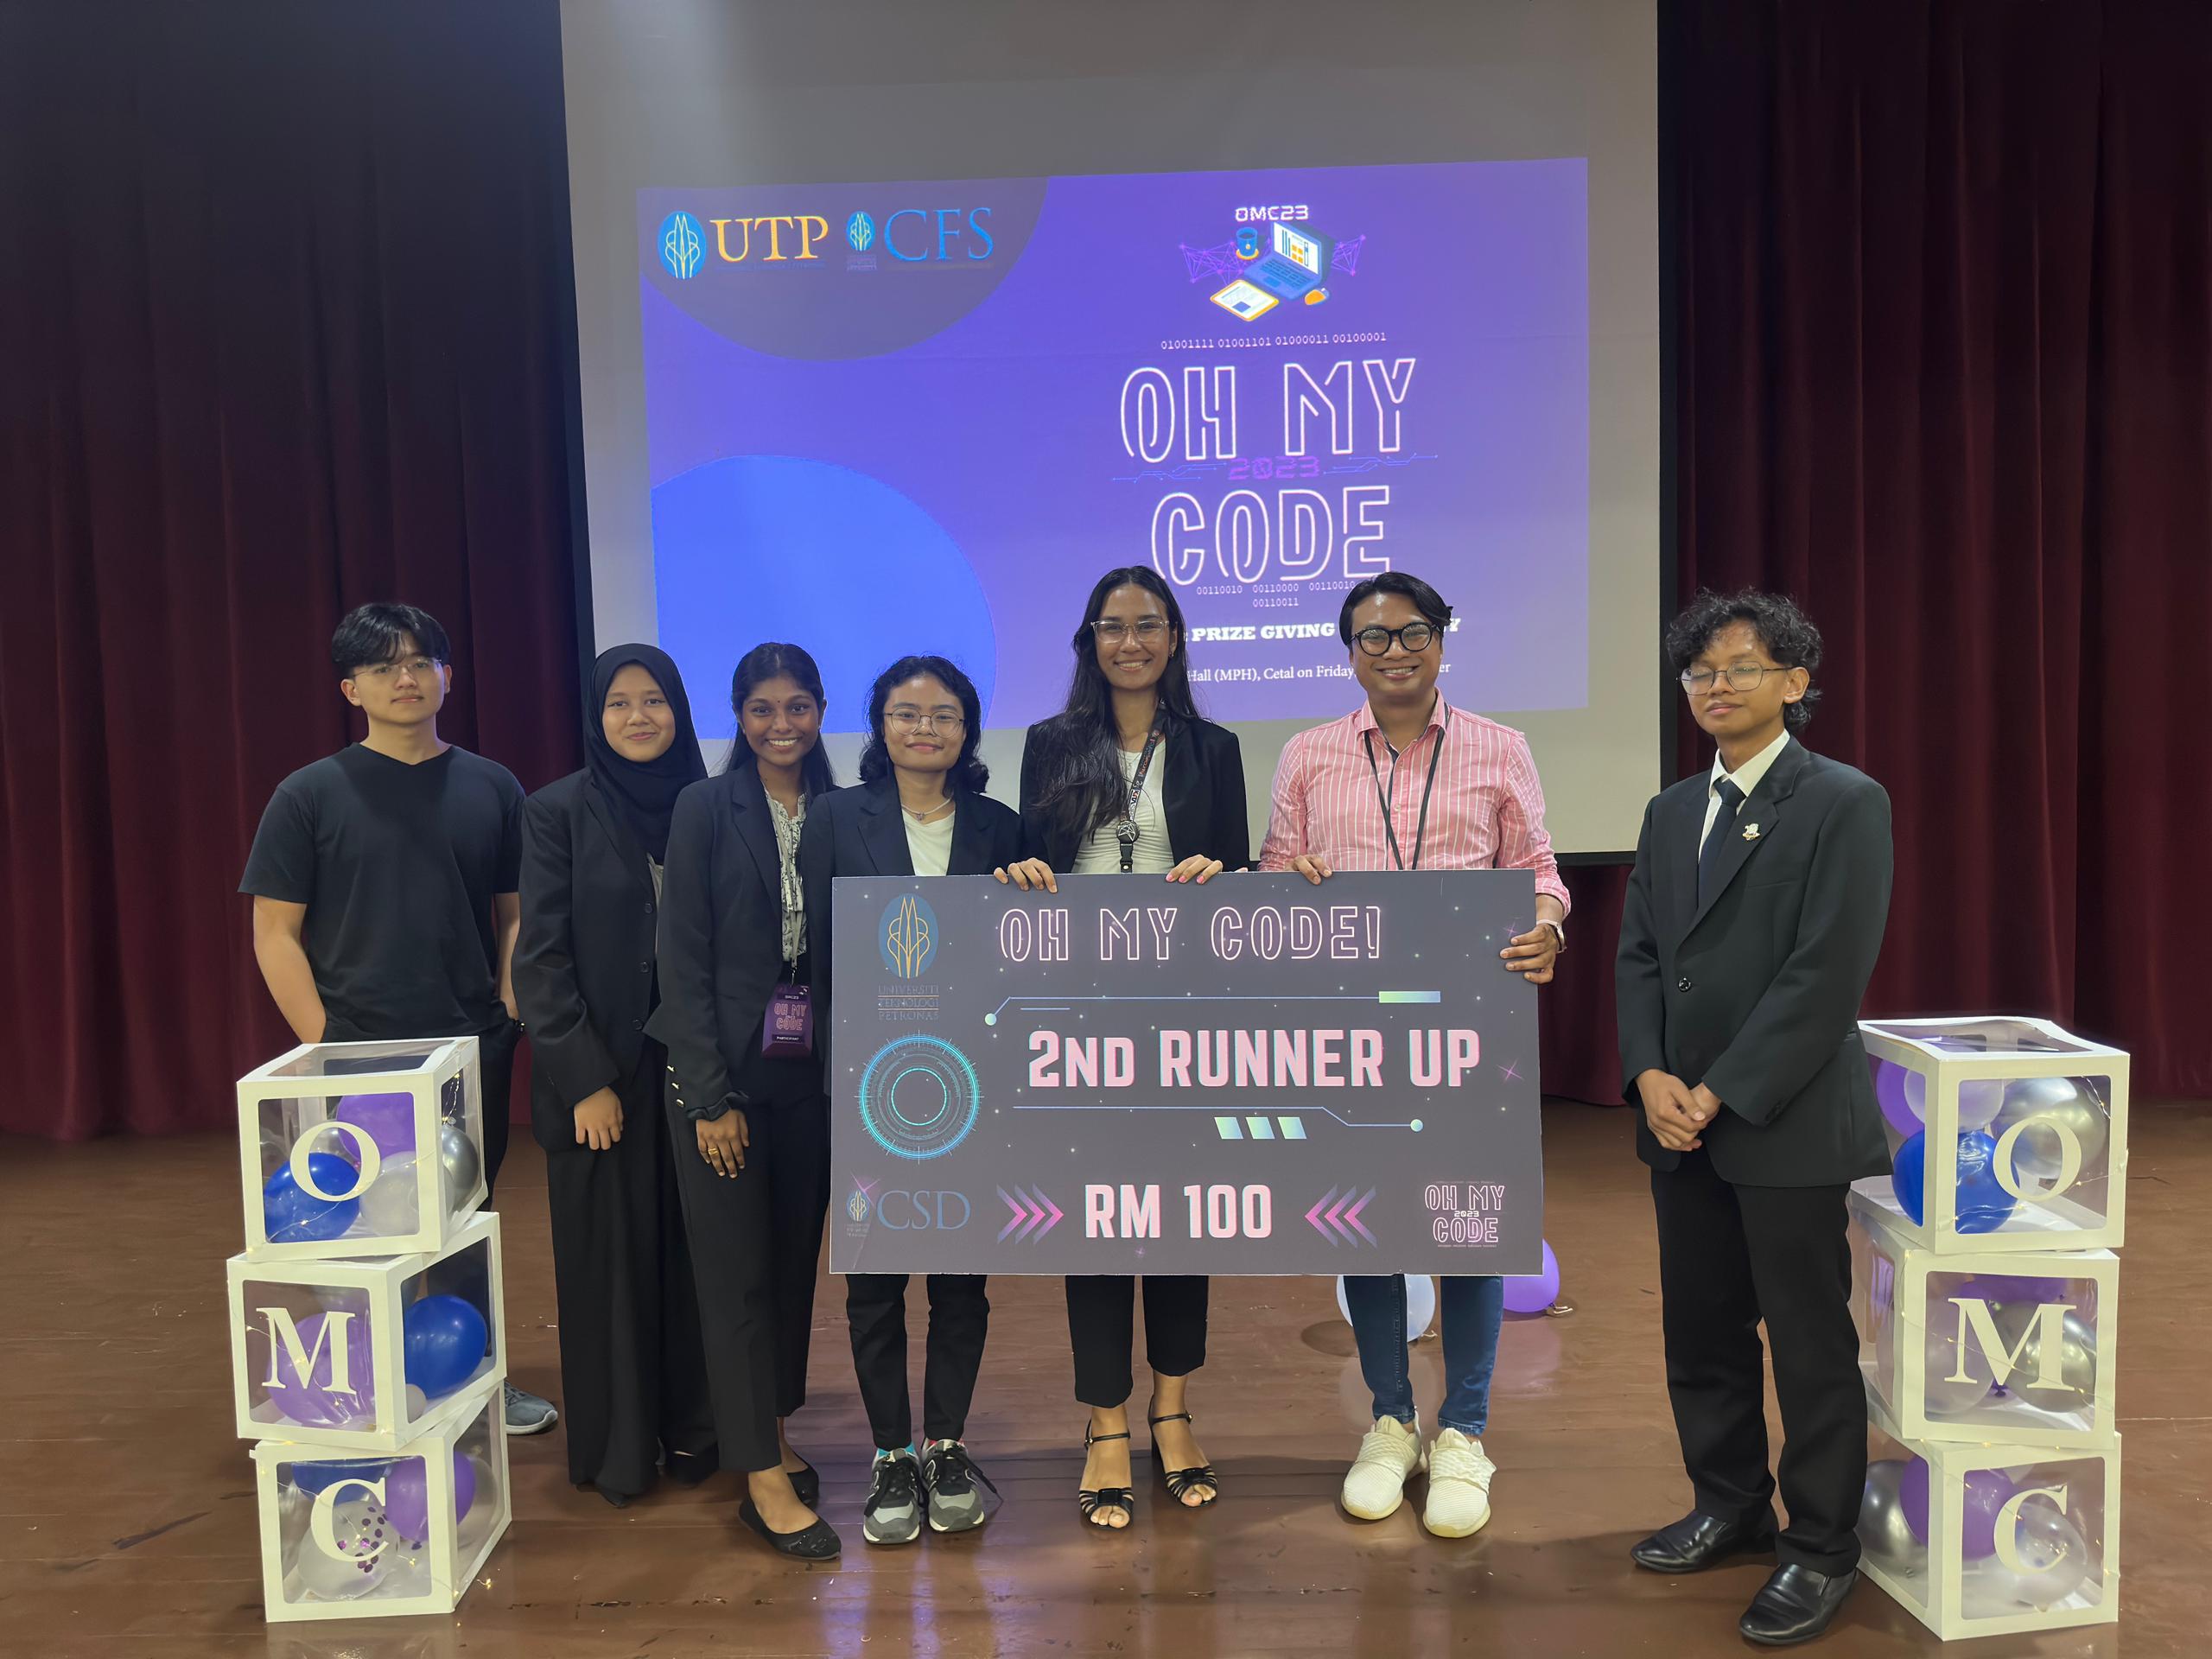 UTP CFS
OMC23
01001111 01001101 01000011 00100001
OH MY
2023
CODE
00110010 00110000 00110010
00110011
PRIZE GIVING
Hall (MPH), Cetal on Friday,
OH MY CODE!
UNIVERSITI
TEKNOLOGI
PETRONAS
2ND RUNNER UP
CSD
RM 100
OH MY
2023
CODE
OMC23
OH MY
CODE
PARTICIPANT
O
M
C
O
M
C